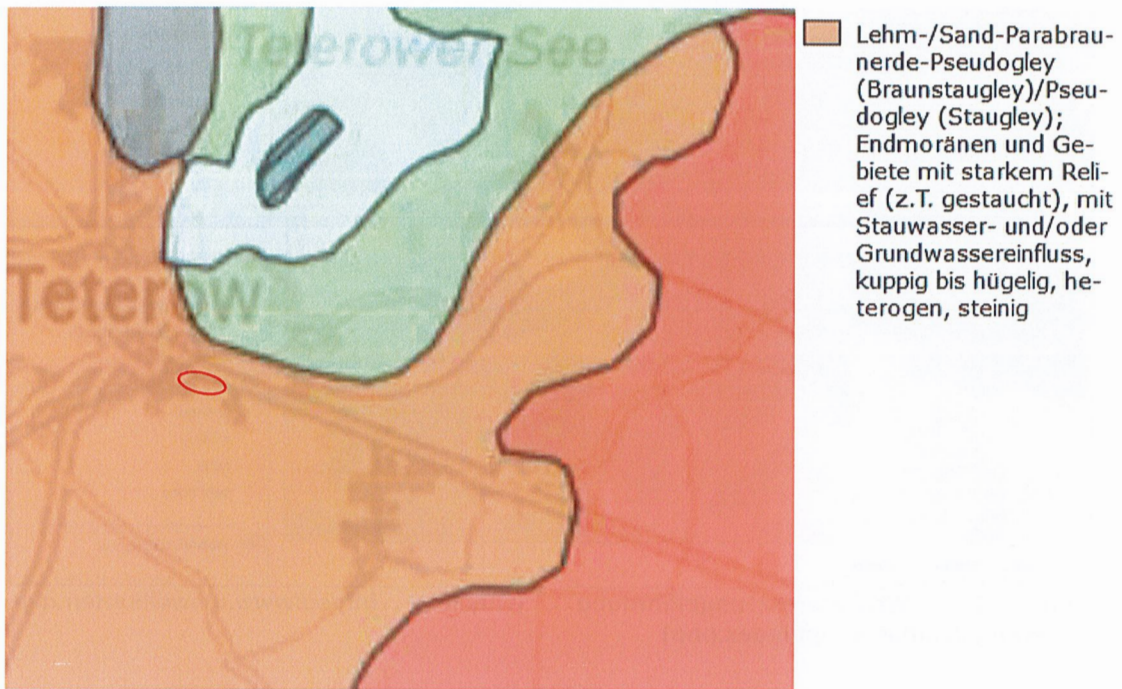 Teterower See
Teterow
Lehm-/Sand-Parabrau-
nerde-Pseudogley
(Braunstaugley)/Pseu-
dogley (Staugley);
Endmoränen und Ge-
biete mit starkem Reli-
ef (z.T. gestaucht), mit
Stauwasser- und/oder
Grundwassereinfluss,
kuppig bis hügelig, he-
terogen, steinig